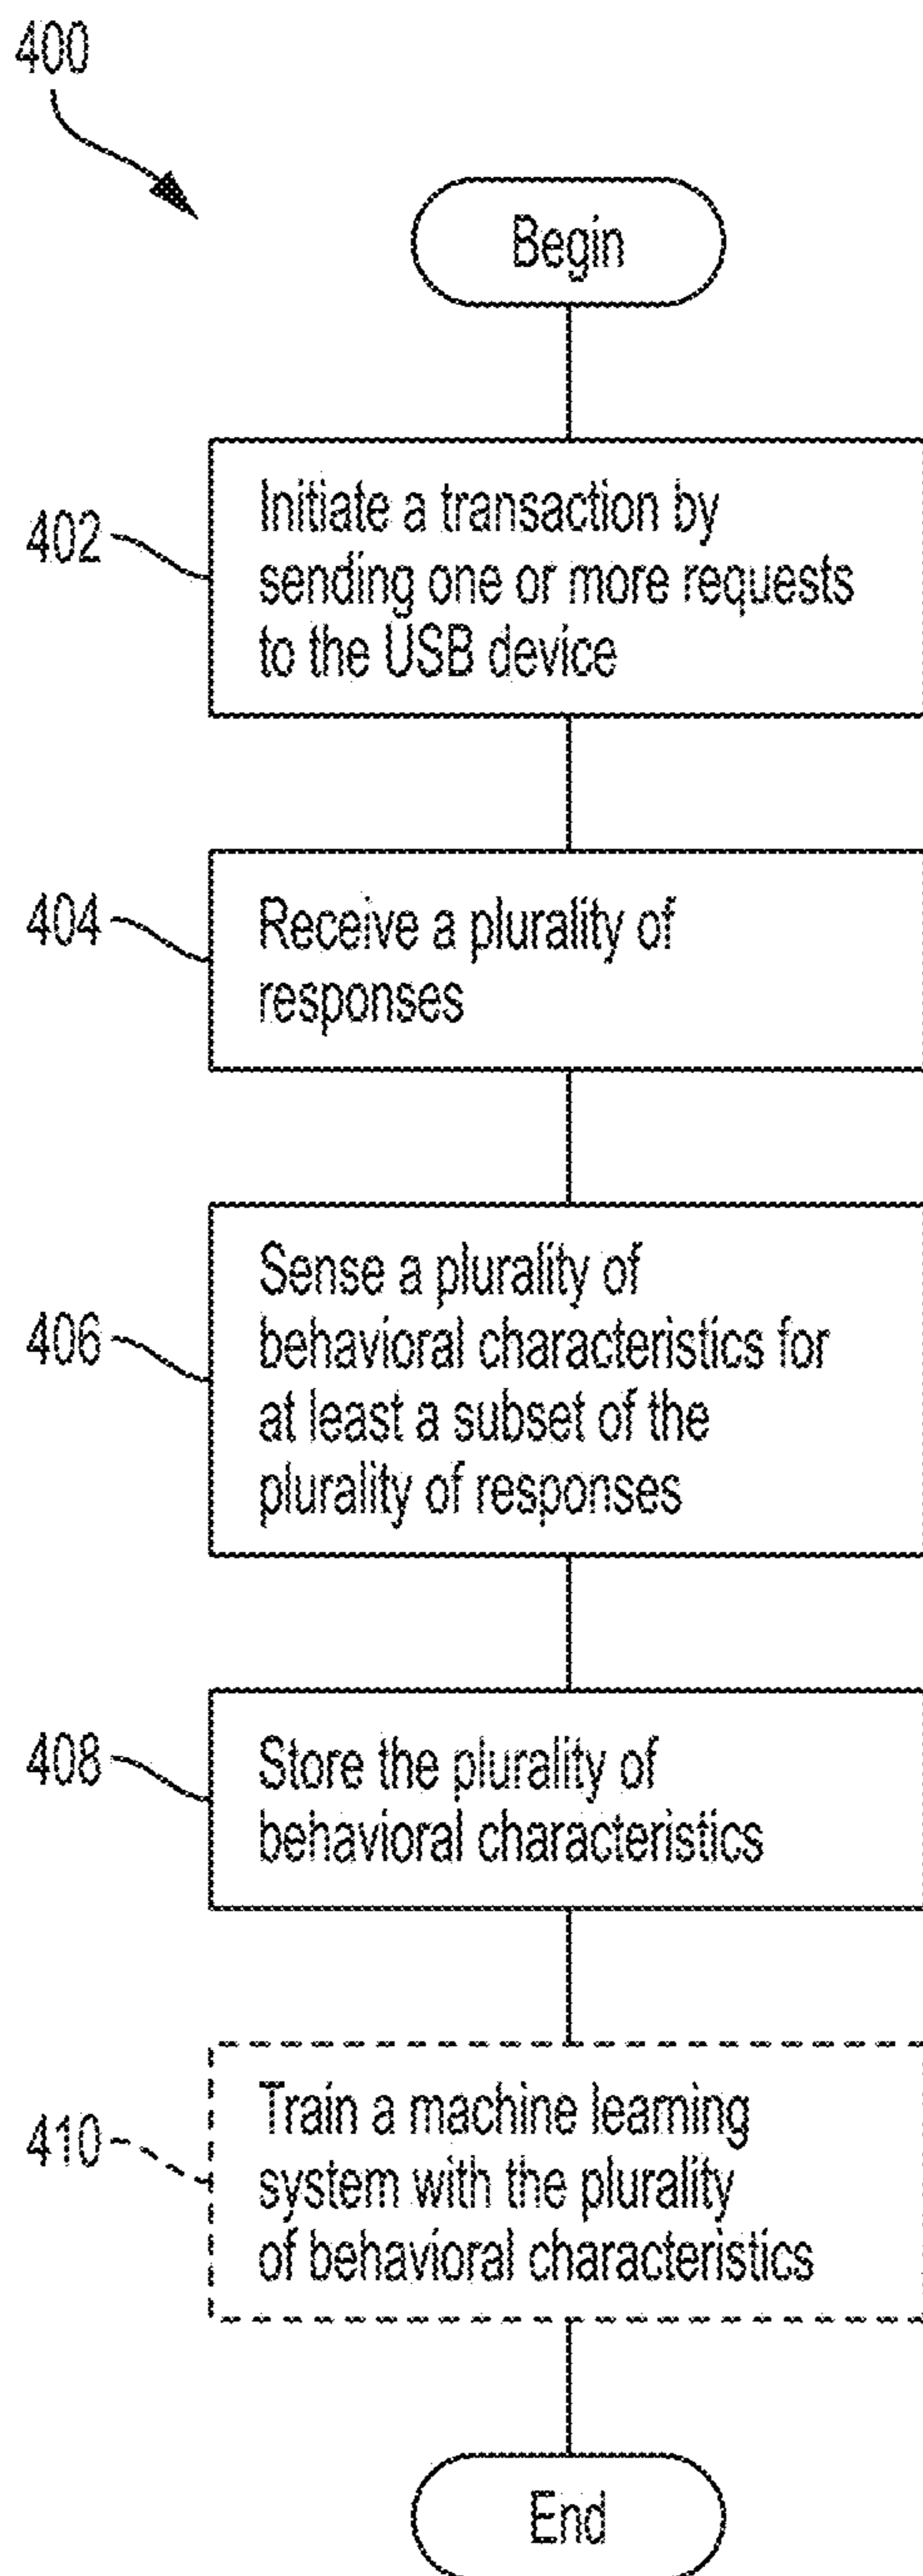 400
Begin
402
Initiate a transaction by
sending one or more requests
to the USB device
404
Receive a plurality of
responses
406
Sense a plurality of
behavioral characteristics for
at least a subset of the
plurality of responses
408
Store the plurality of
behavioral characteristics
410
Train a machine learning
system with the plurality
of behavioral characteristics
End